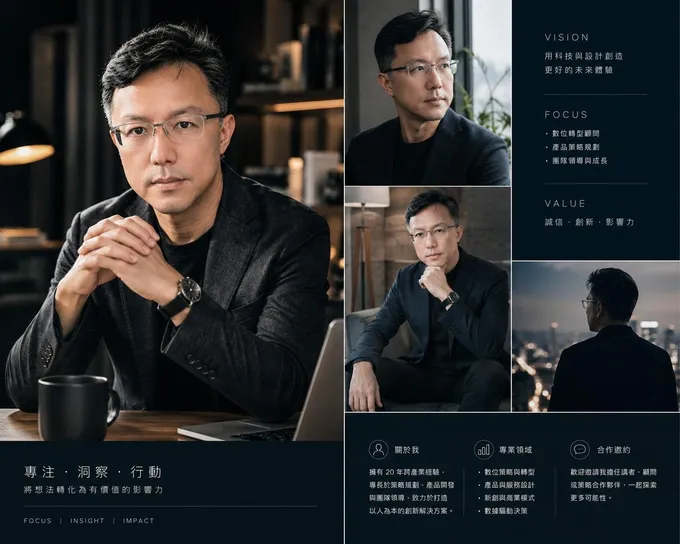 專注 · 洞察 · 行動
將想法轉化為有價值的影響力
FOCUS | INSIGHT | IMPACT
VISION
用科技與設計創造
更好的未來體驗
FOCUS
• 數位轉型顧問
• 產品策略規劃
• 團隊領導與成長
VALUE
誠信 · 創新 · 影響力
關於我
擁有 20 年跨產業經驗，
專長於策略規劃、產品開發
與團隊領導，致力於打造
以人為本的創新解決方案。
專業領域
• 數位策略與轉型
• 產品與服務設計
• 新創與商業模式
• 數據驅動決策
合作邀約
歡迎邀請我擔任講者、顧問
或策略合作夥伴，一起探索
更多可能性。